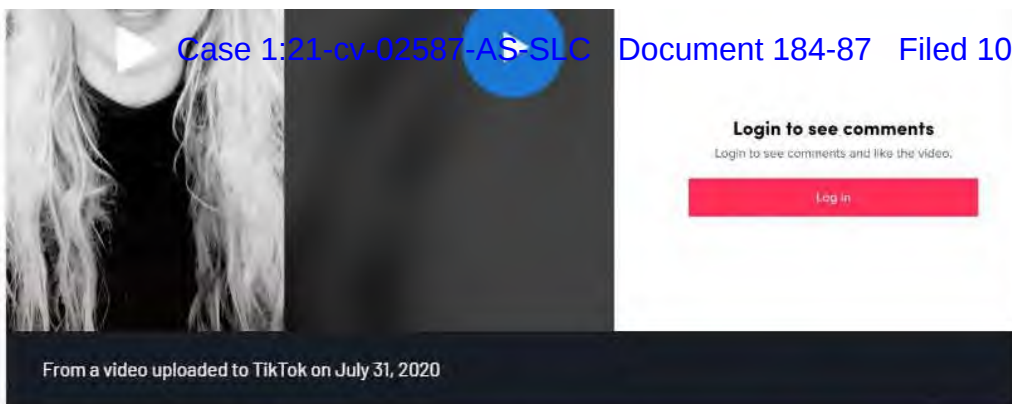 Case 1:21-cv-02587-AS-SLC Document 184-87 Filed 10
Login to see comments
Login to see comments and like the video.
Log in
From a video uploaded to TikTok on July 31, 2020